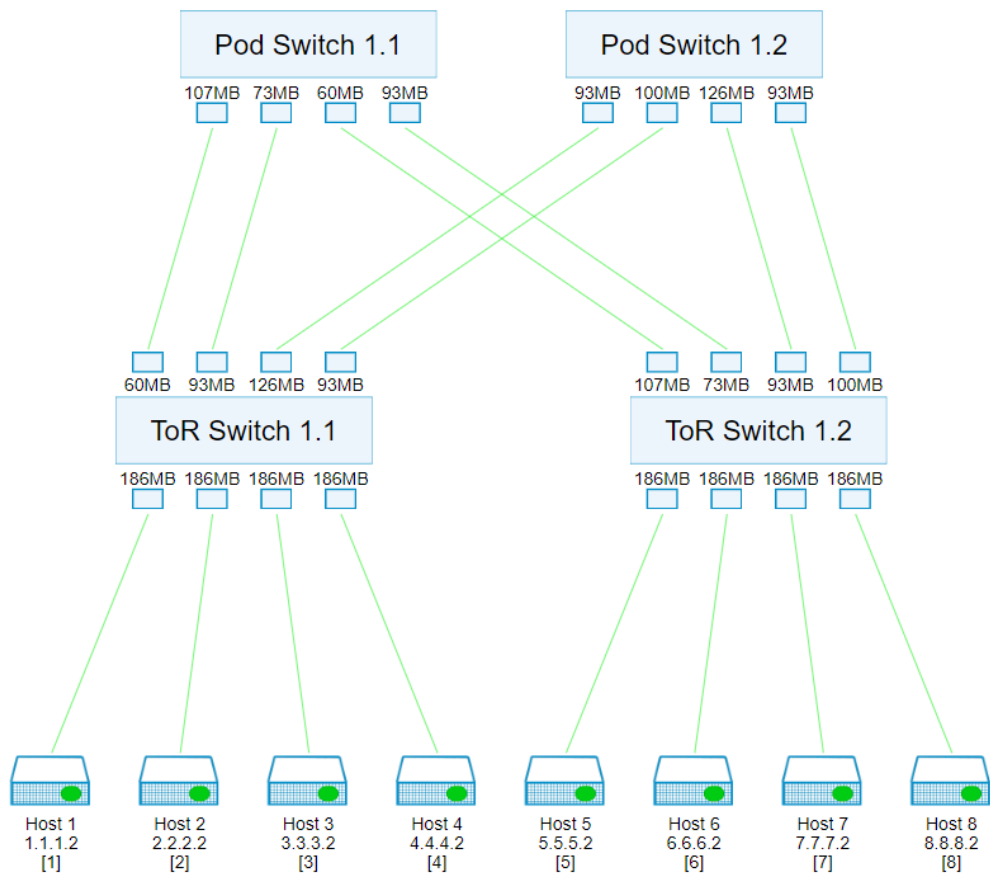 Pod Switch 1.1 Pod Switch 1.2
107MB 73MB 60MB 93MB 93MB 100MB 126MB 93MB
60MB 93MB 126MB 93MB 107MB 73MB 93MB 100MB
ToR Switch 1.1 ToR Switch 1.2
186MB 186MB 186MB 186MB 186MB 186MB 186MB 186MB
Host 1 Host 2 Host 3 Host 4 Host 5 Host 6 Host 7 Host 8
1.1.1.2 2.2.2.2 3.3.3.2 4.4.4.2 5.5.5.2 6.6.6.2 7.7.7.2 8.8.8.2
[1] [2] [3] [4] [5] [6] [7] [8]